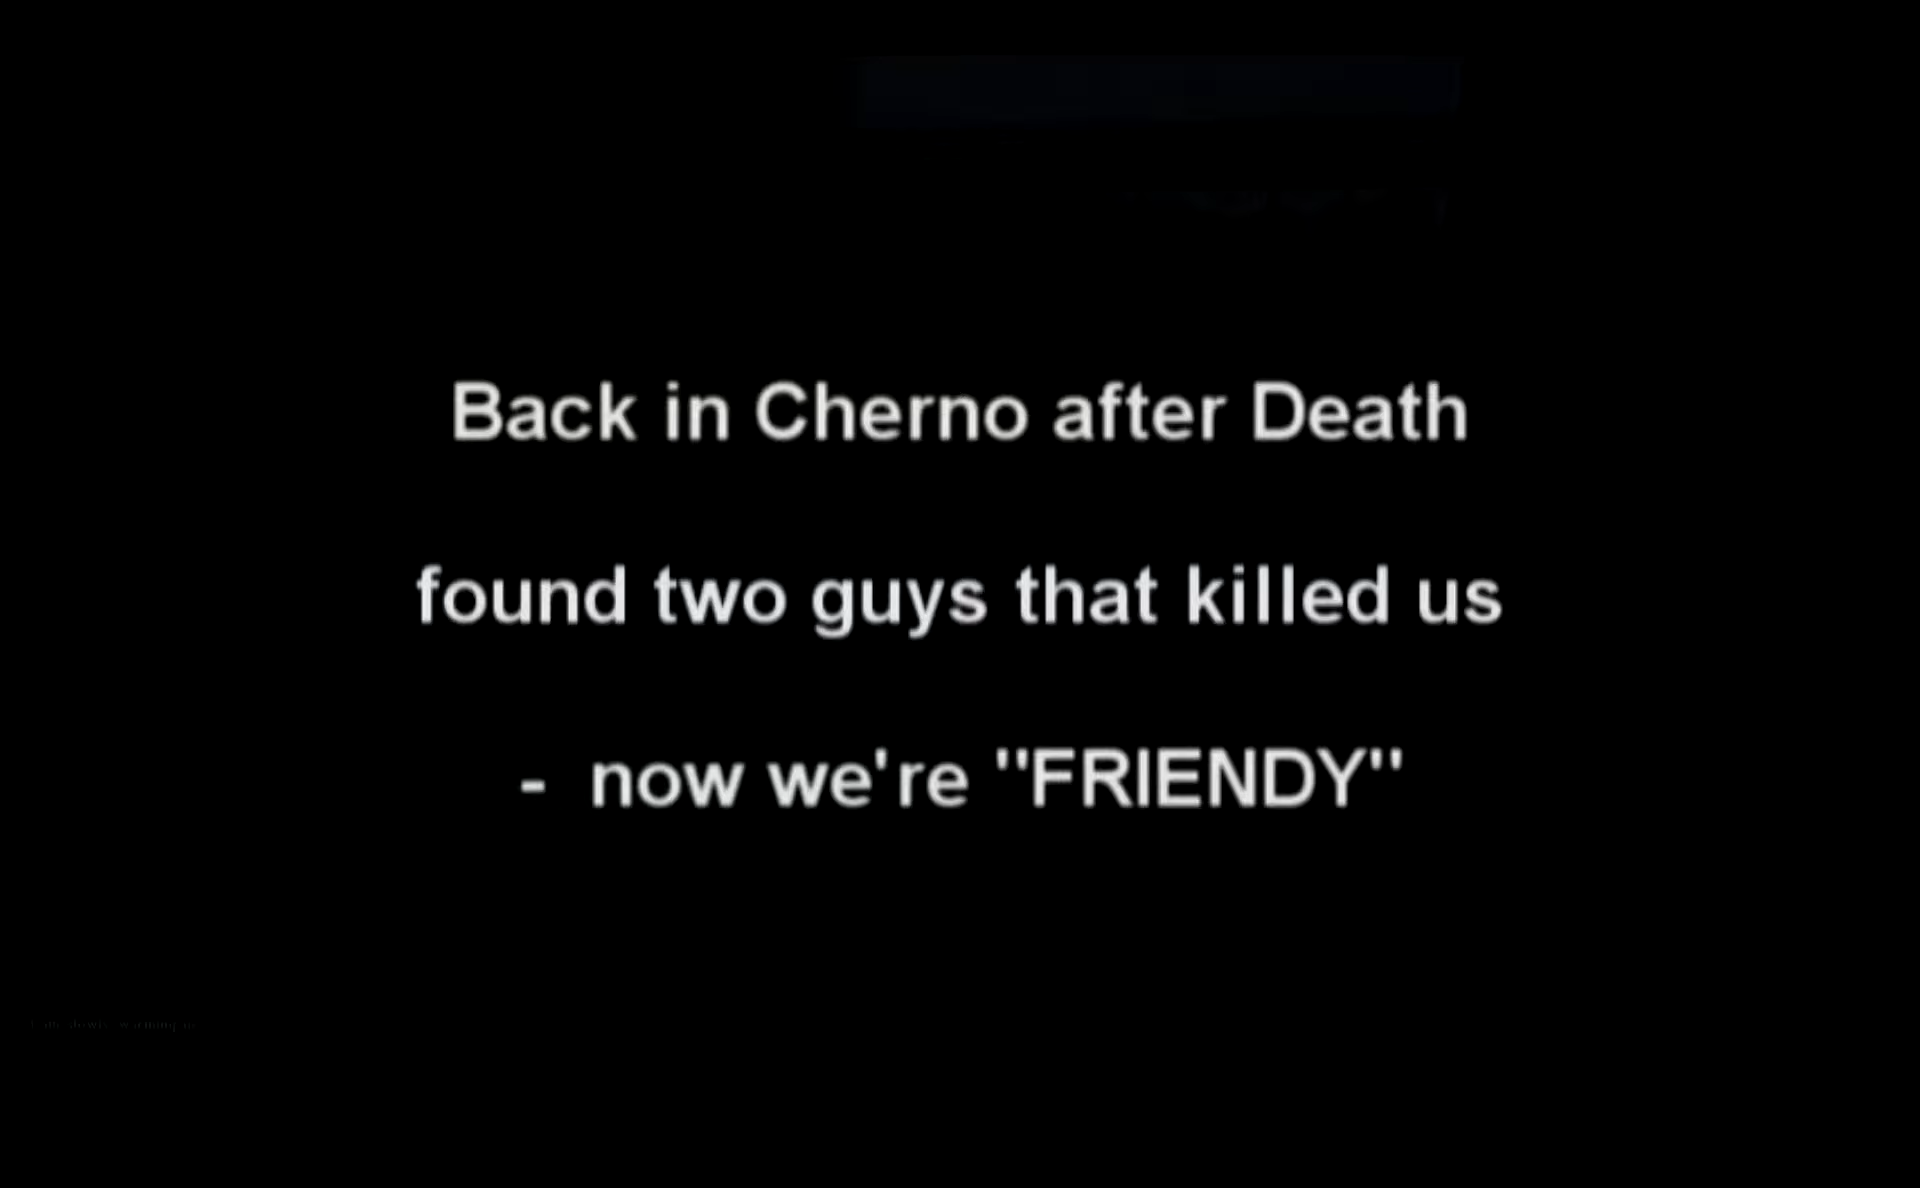 Back in Cherno after Death
found two guys that killed us
- now we're "FRIENDY"